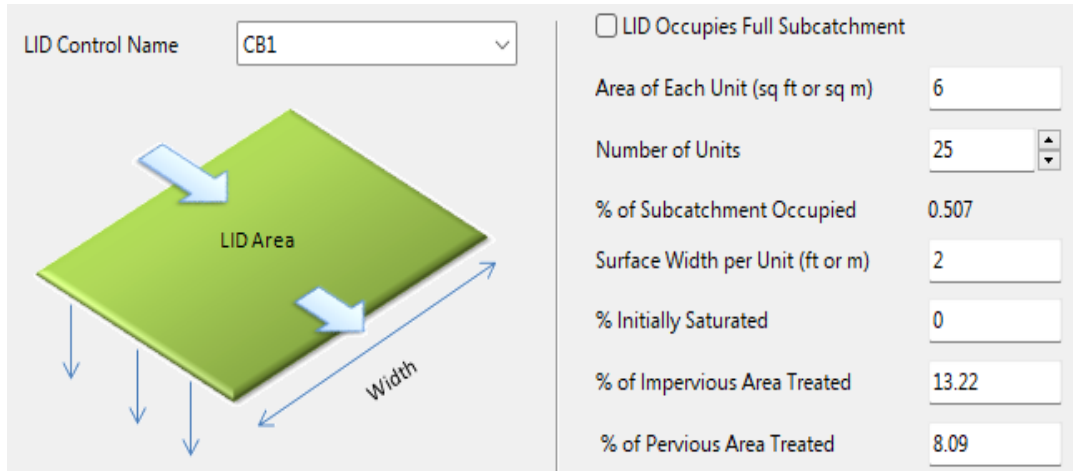 LID Control Name
CB1
LID Area
Width
LID Occupies Full Subcatchment
Area of Each Unit (sq ft or sq m)
6
Number of Units
25
% of Subcatchment Occupied
0.507
Surface Width per Unit (ft or m)
2
% Initially Saturated
0
% of Impervious Area Treated
13.22
% of Pervious Area Treated
8.09